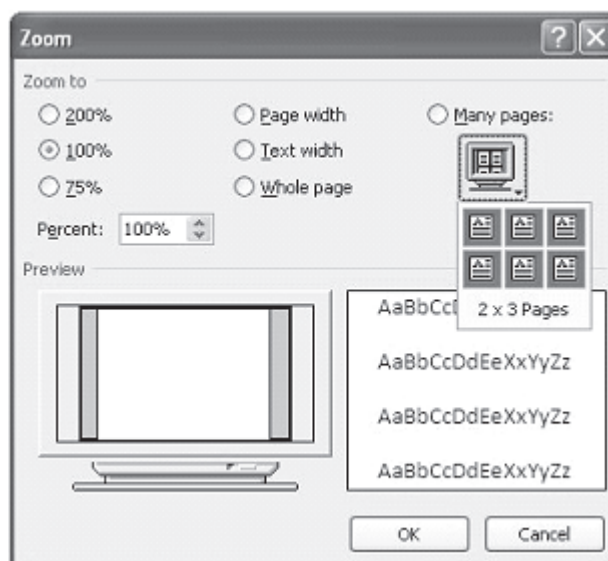 Zoom
Zoom to
200% Page width Many pages:
100% Text width
75% Whole page
Percent: 100%
Preview
2 x 3 Pages
AaBbCc
AaBbCcDdEeXxYyZz
AaBbCcDdEeXxYyZz
AaBbCcDdEeXxYyZz
OK Cancel